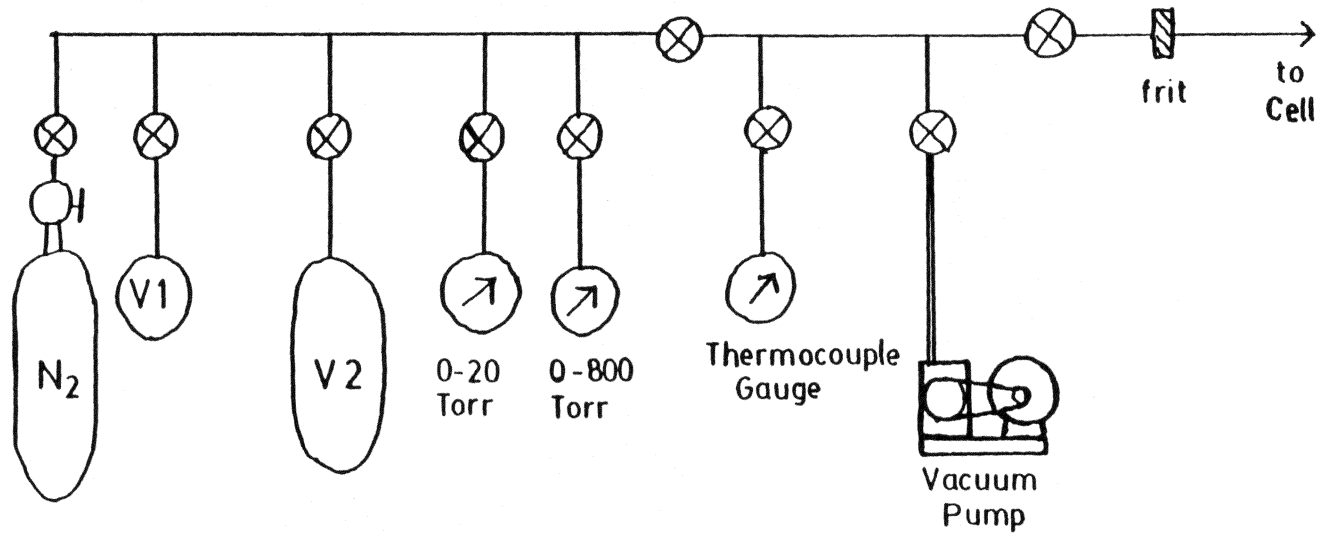 frit
to
Cell
V1
N2
V2
0-20
Torr
0-800
Torr
Thermocouple
Gauge
Vacuum
Pump